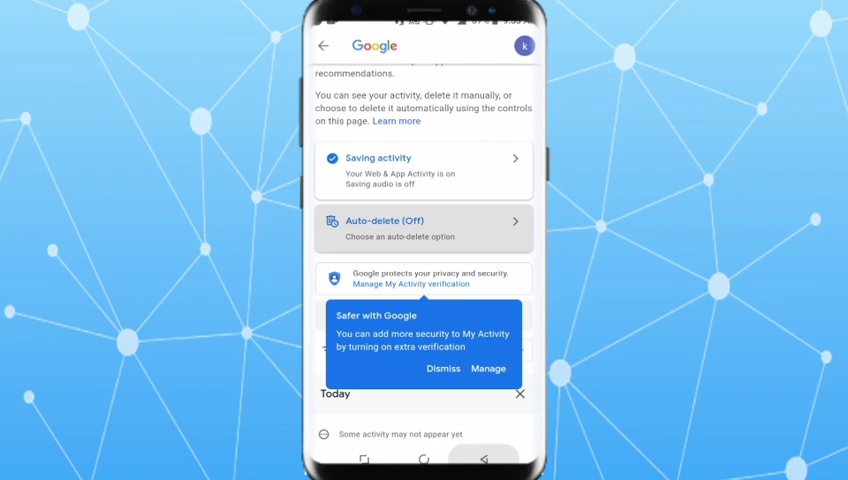 Google
k
recommendations.
You can see your activity, delete it manually, or
choose to delete it automatically using the controls
on this page. Learn more
Saving activity
Your Web & App Activity is on
Saving audio is off
Auto-delete (Off)
Choose an auto-delete option
Google protects your privacy and security.
Manage My Activity verification
Safer with Google
You can add more security to My Activity
by turning on extra verification
Dismiss Manage
Today
Some activity may not appear yet